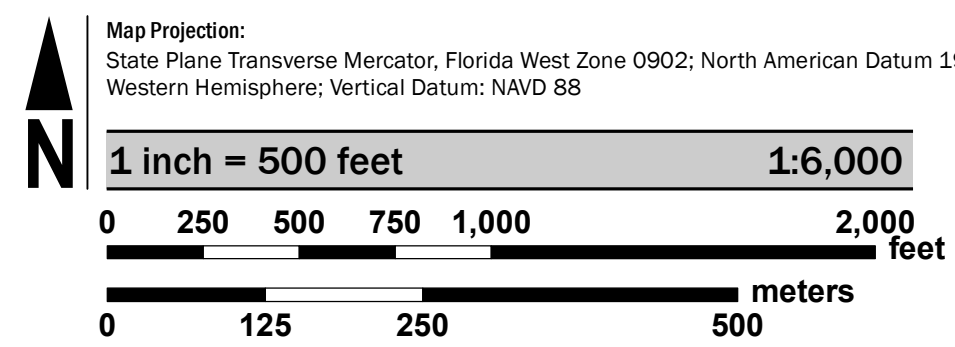 Map Projection:
State Plane Transverse Mercator, Florida West Zone 0902; North American Datum
Western Hemisphere; Vertical Datum: NAVD 88
N
1 inch = 500 feet 1:6,000
0 250 500 750 1,000 2,000
feet
meters
0 125 250 500